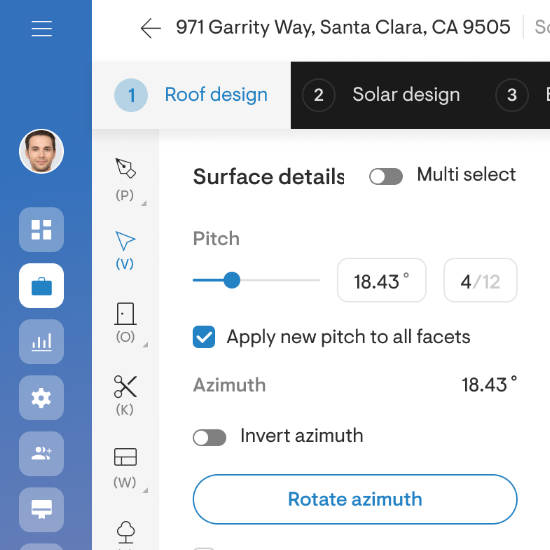 971 Garrity Way, Santa Clara, CA 9505
1 Roof design 2 Solar design 3
(P)
(V)
(O)
(K)
(W)
Surface details Multi select
Pitch
18.43° 4/12
Apply new pitch to all facets
Azimuth 18.43°
Invert azimuth
Rotate azimuth